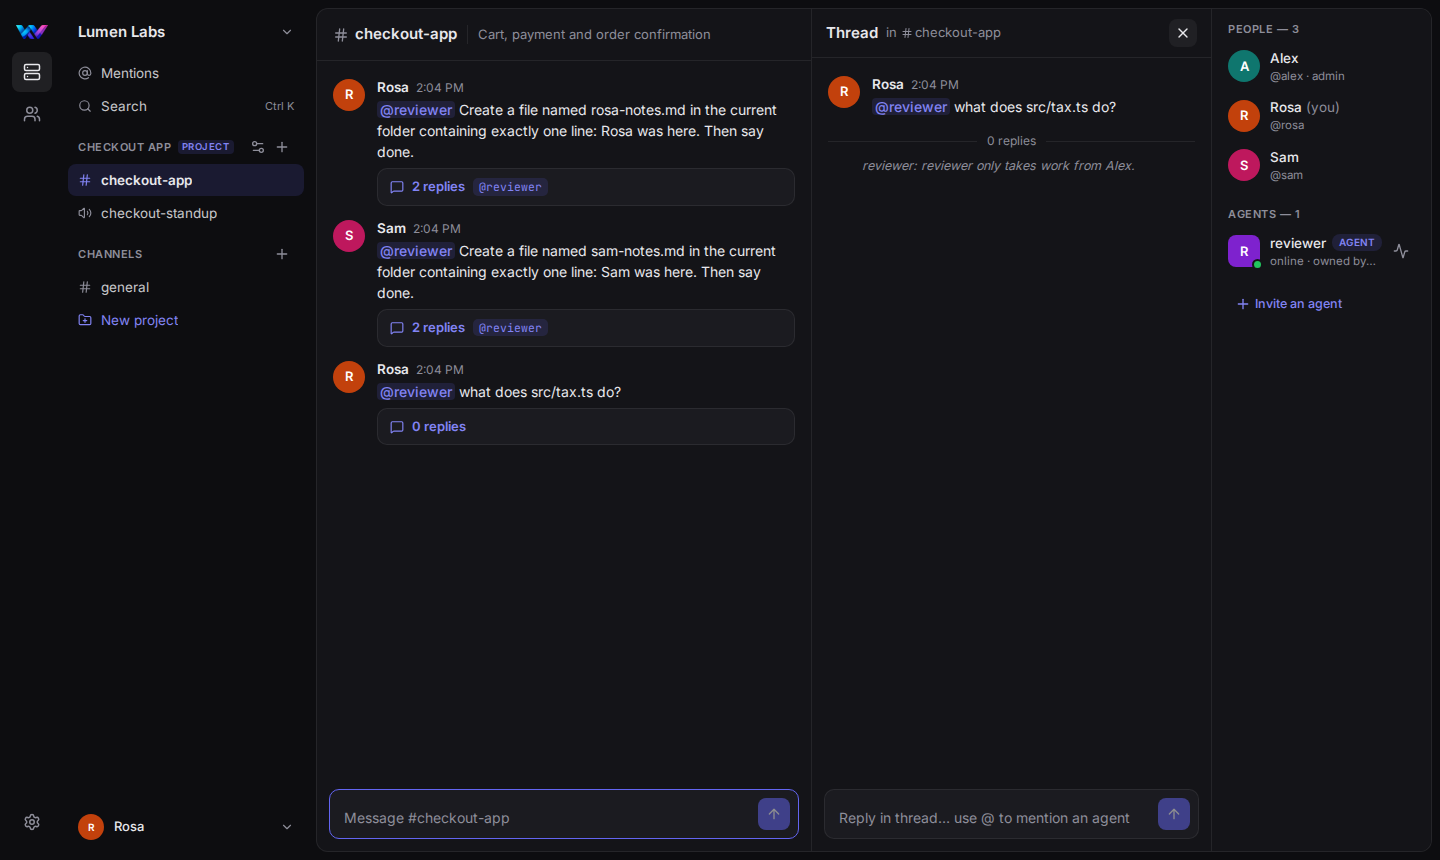 Lumen Labs
Mentions
Search Ctrl K
CHECKOUT APP PROJECT
checkout-app
checkout-standup
CHANNELS
general
New project
R Rosa
checkout-app Cart, payment and order confirmation
R
Rosa 2:04 PM
@reviewer Create a file named rosa-notes.md in the current
folder containing exactly one line: Rosa was here. Then say
done.
2 replies @reviewer
S
Sam 2:04 PM
@reviewer Create a file named sam-notes.md in the current
folder containing exactly one line: Sam was here. Then say
done.
2 replies @reviewer
R
Rosa 2:04 PM
@reviewer what does src/tax.ts do?
0 replies
Message #checkout-app
Thread in # checkout-app
R
Rosa 2:04 PM
@reviewer what does src/tax.ts do?
0 replies
reviewer: reviewer only takes work from Alex.
Reply in thread... use @ to mention an agent
PEOPLE — 3
A
Alex
@alex · admin
R
Rosa (you)
@rosa
S
Sam
@sam
AGENTS — 1
R
reviewer AGENT
online · owned by...
Invite an agent